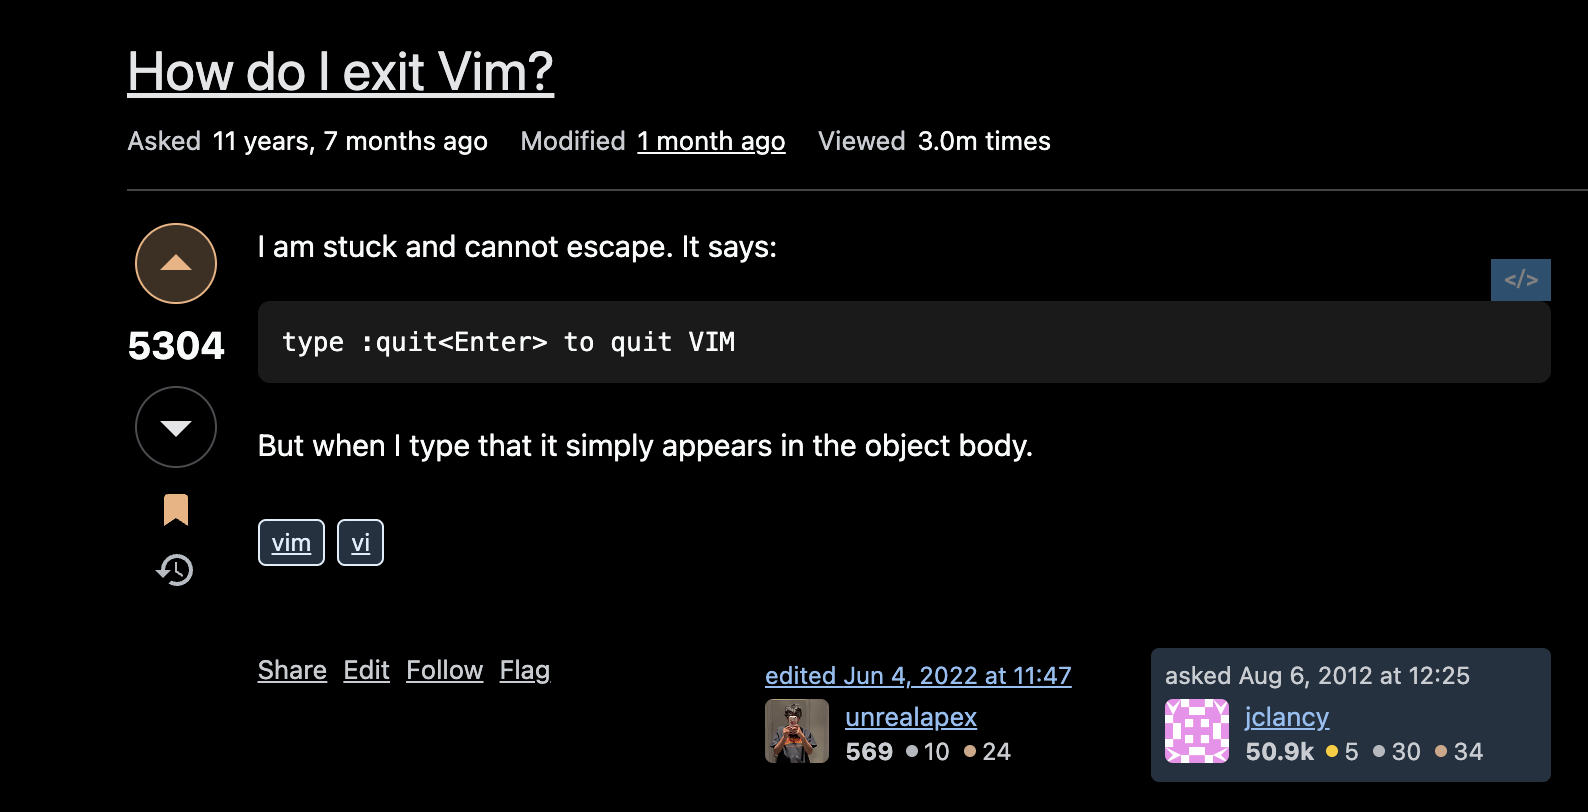 How do I exit Vim?
Asked 11 years, 7 months ago Modified 1 month ago Viewed 3.0m times
I am stuck and cannot escape. It says:
</>
5304
type :quit<Enter> to quit VIM
But when I type that it simply appears in the object body.
vim vi
Share Edit Follow Flag
edited Jun 4, 2022 at 11:47
unrealapex
569 10 24
asked Aug 6, 2012 at 12:25
jclancy
50.9k 5 30 34